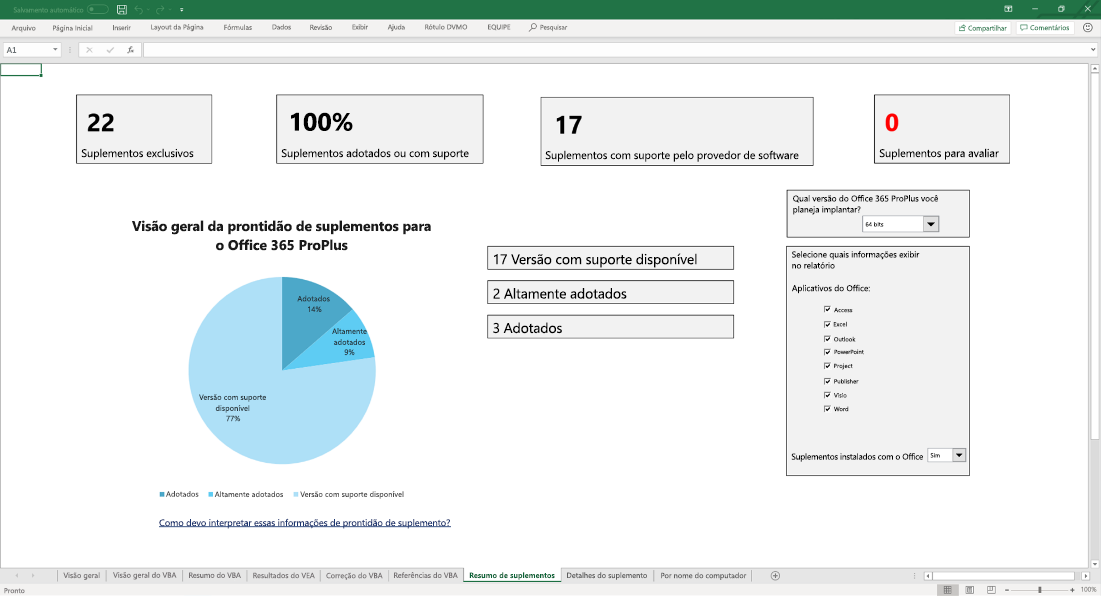 Salvamento automático
Arquivo Página Inicial Inserir Layout da Página Fórmulas Dados Revisão Exibir Ajuda Rótulo DVMO EQUIPE Pesquisar Compartilhar Comentários
A1 fx
22
Suplementos exclusivos
100%
Suplementos adotados ou com suporte
17
Suplementos com suporte pelo provedor de software
0
Suplementos para avaliar
Visão geral da prontidão de suplementos para
o Office 365 ProPlus
Adotados
14%
Altamente
adotados
9%
Versão com suporte
disponível
77%
Adotados Altamente adotados Versão com suporte disponível
Como devo interpretar essas informações de prontidão de suplemento?
17 Versão com suporte disponível
2 Altamente adotados
3 Adotados
Qual versão do Office 365 ProPlus você
planeja implantar?
64 bits
Selecione quais informações exibir
no relatório
Aplicativos do Office:
Access
Excel
Outlook
PowerPoint
Project
Publisher
Visio
Word
Suplementos instalados com o Office Sim
Visão geral Visão geral do VBA Resumo do VBA Resultados do VEA Correção do VBA Referências do VBA Resumo de suplementos Detalhes do suplemento Por nome do computador
Pronto 100%